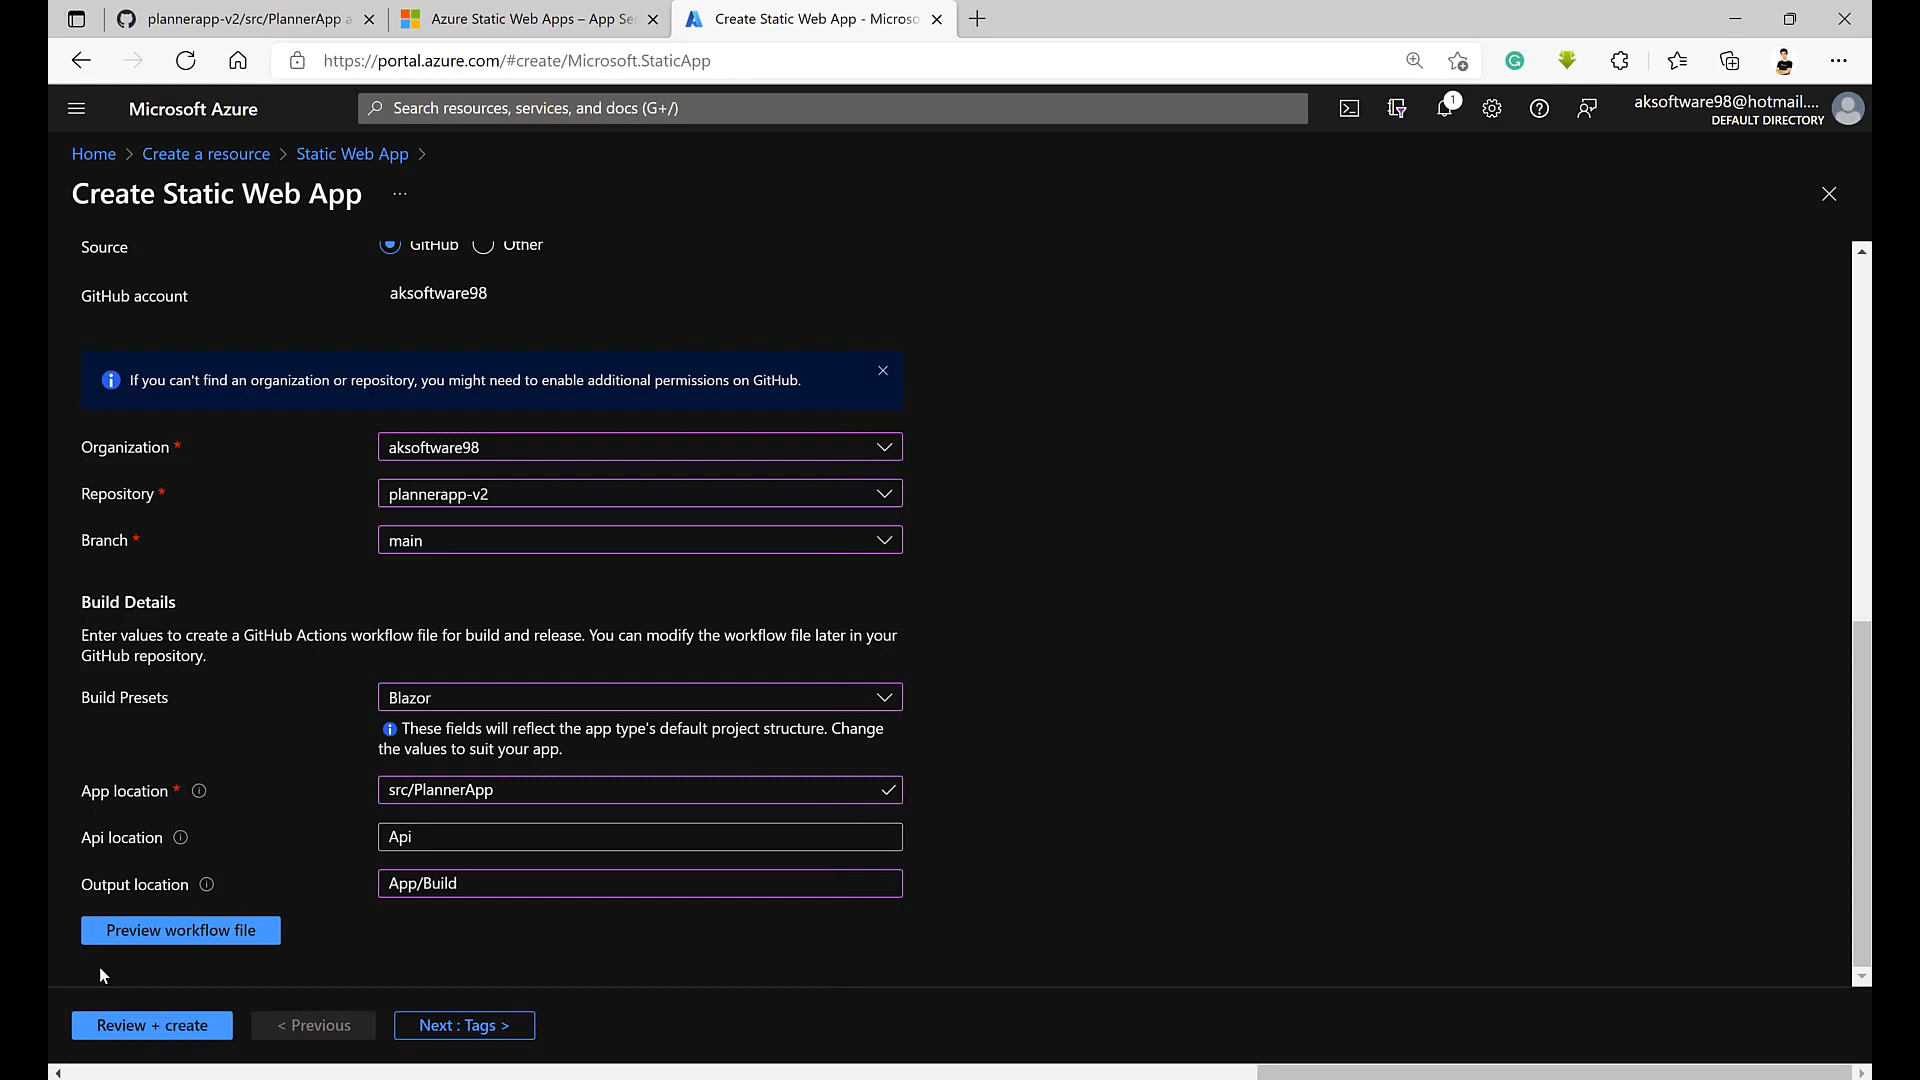 plannerapp-v2/src/PlannerApp a
Azure Static Web Apps – App Se
Create Static Web App - Microso
https://portal.azure.com/#create/Microsoft.StaticApp
Microsoft Azure
Search resources, services, and docs (G+/)
1
aksoftware98@hotmail....
DEFAULT DIRECTORY
Home > Create a resource > Static Web App >
Create Static Web App ...
Source GitHub Other
GitHub account aksoftware98
If you can't find an organization or repository, you might need to enable additional permissions on GitHub.
Organization * aksoftware98
Repository * plannerapp-v2
Branch * main
Build Details
Enter values to create a GitHub Actions workflow file for build and release. You can modify the workflow file later in your
GitHub repository.
Build Presets Blazor
These fields will reflect the app type's default project structure. Change
the values to suit your app.
App location * src/PlannerApp
Api location Api
Output location App/Build
Preview workflow file
Review + create < Previous Next : Tags >